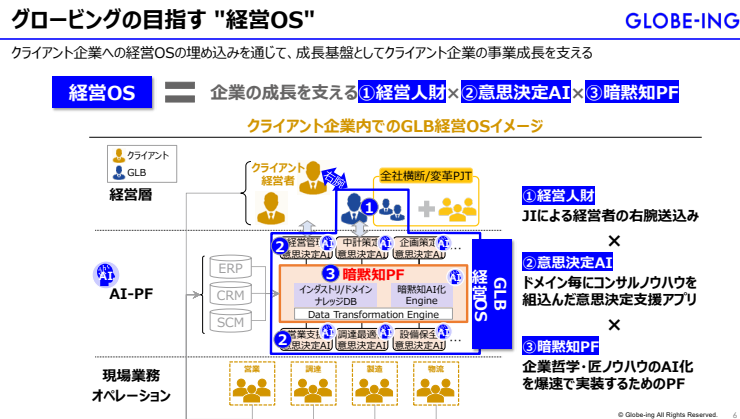 グロービングの目指す "経営OS"
GLOBE-ING
クライアント企業への経営OSの埋め込みを通じて、成長基盤としてクライアント企業の事業成長を支える
経営OS
企業の成長を支える①経営人財×②意思決定AI×③暗黙知PF
クライアント企業内でのGLB経営OSイメージ
クライアント
GLB
経営層
クライアント
経営者
右腕
全社横断/変革PJT
1
①経営人財
JIによる経営者の右腕送込み
×
②意思決定AI
ドメイン毎にコンサルノウハウを
組込んだ意思決定支援アプリ
×
③暗黙知PF
企業哲学・匠ノウハウのAI化
を爆速で実装するためのPF
AI
AI-PF
ERP
CRM
SCM
2
経営管理
意思決定AI
AI
中計策定
意思決定AI
AI
企画策定
意思決定AI
AI
…
3 暗黙知PF
AI
インダストリ/ドメイン
ナレッジDB
暗黙知AI化
Engine
Data Transformation Engine
GLB
経営OS
2
営業支援
意思決定AI
AI
調達最適
意思決定AI
AI
設備保全
意思決定AI
AI
…
現場業務
オペレーション
営業
調達
製造
物流
© Globe-ing All Rights Reserved.
6